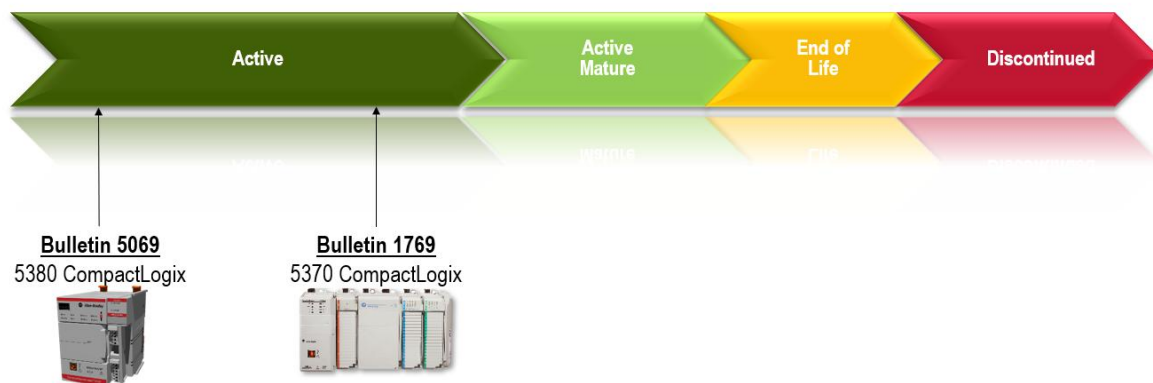 Active
Active
Mature
End of
Life
Discontinued
Bulletin 5069
5380 CompactLogix
Bulletin 1769
5370 CompactLogix